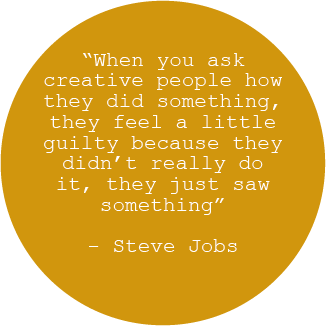 “When you ask
creative people how
they did something,
they feel a little
guilty because they
didn’t really do
it, they just saw
something”
- Steve Jobs